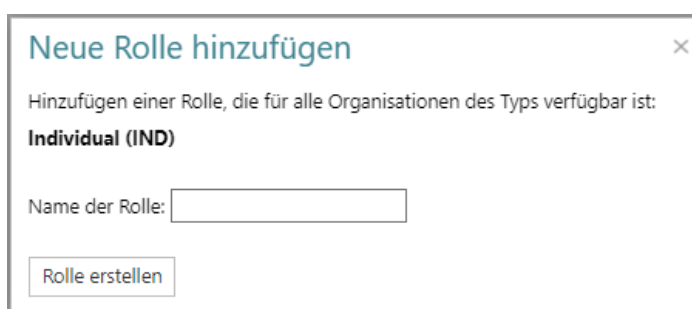 Neue Rolle hinzufügen
Hinzufügen einer Rolle, die für alle Organisationen des Typs verfügbar ist:
Individual (IND)
Name der Rolle:
Rolle erstellen